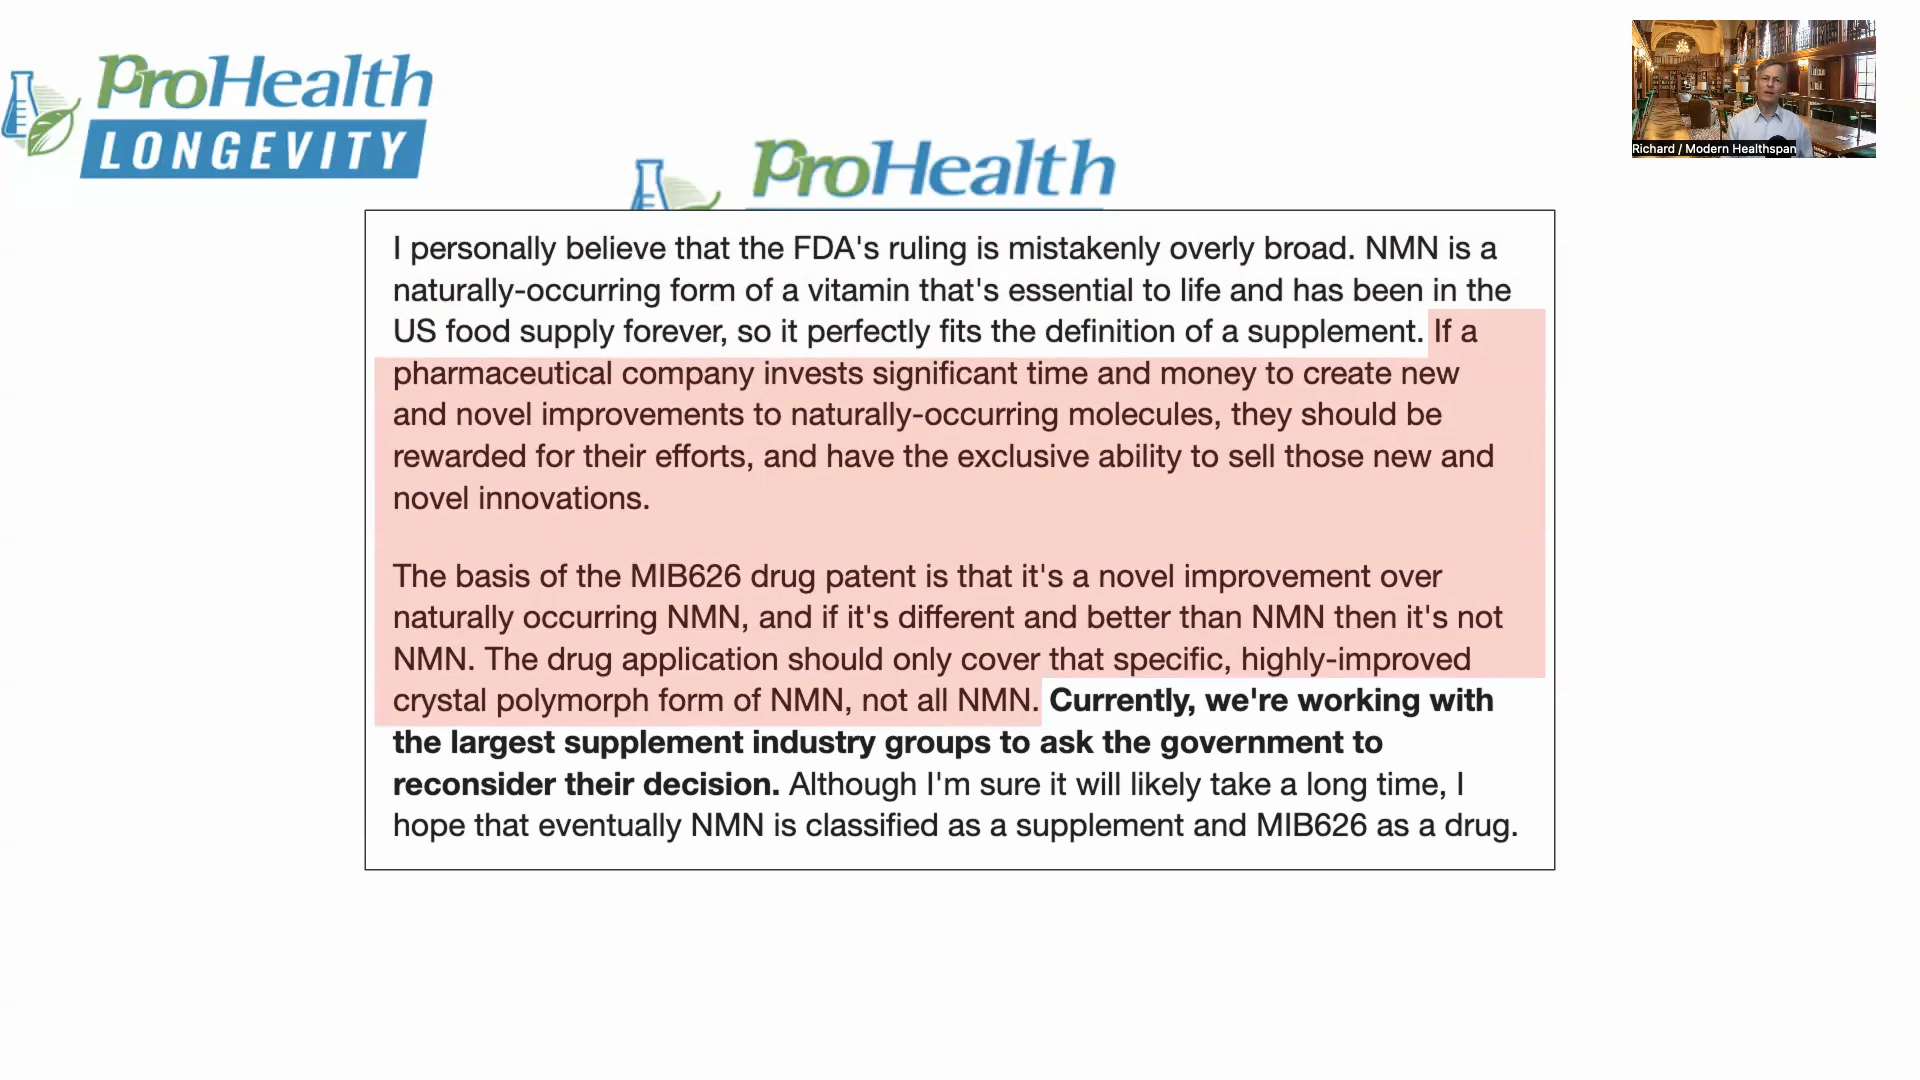 ProHealth
LONGEVITY
Richard / Modern Healthspan
ProHealth
I personally believe that the FDA's ruling is mistakenly overly broad. NMN is a
naturally-occurring form of a vitamin that's essential to life and has been in the
US food supply forever, so it perfectly fits the definition of a supplement. If a
pharmaceutical company invests significant time and money to create new
and novel improvements to naturally-occurring molecules, they should be
rewarded for their efforts, and have the exclusive ability to sell those new and
novel innovations.
The basis of the MIB626 drug patent is that it's a novel improvement over
naturally occurring NMN, and if it's different and better than NMN then it's not
NMN. The drug application should only cover that specific, highly-improved
crystal polymorph form of NMN, not all NMN. Currently, we're working with
the largest supplement industry groups to ask the government to
reconsider their decision. Although I'm sure it will likely take a long time, I
hope that eventually NMN is classified as a supplement and MIB626 as a drug.